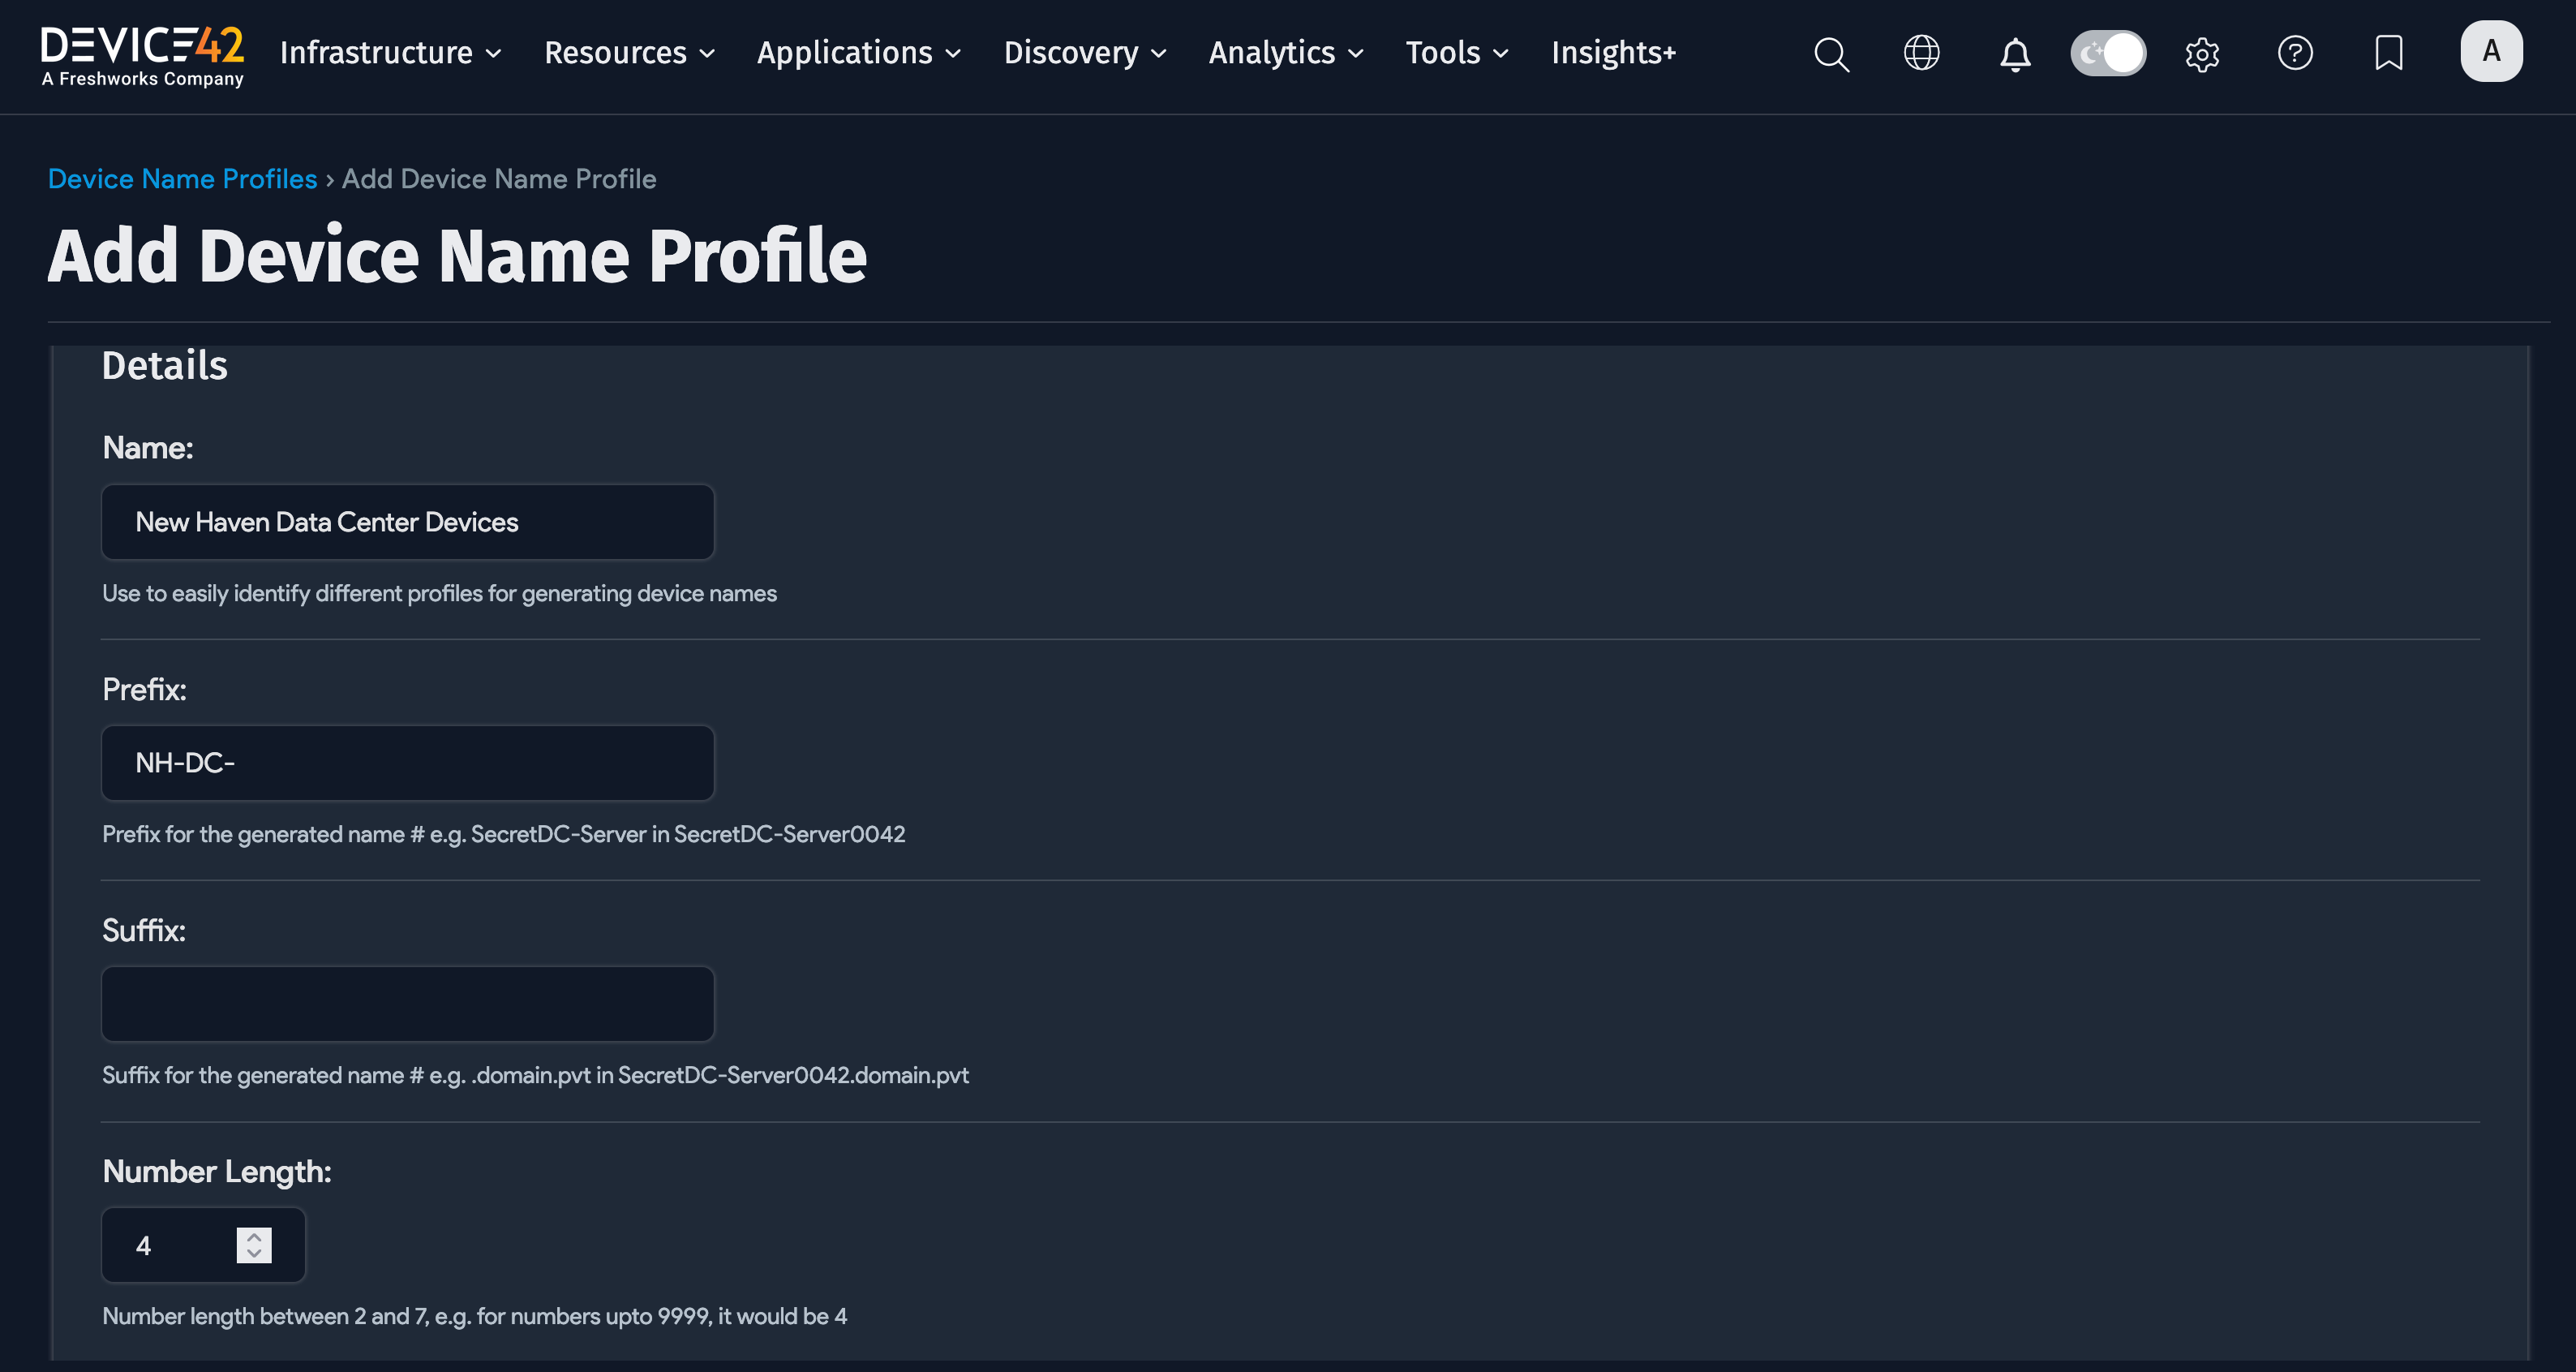 DEVICE42
A Freshworks Company
Infrastructure Resources Applications Discovery Analytics Tools Insights+ A
Device Name Profiles › Add Device Name Profile
Add Device Name Profile
Details
Name:
New Haven Data Center Devices
Use to easily identify different profiles for generating device names
Prefix:
NH-DC-
Prefix for the generated name # e.g. SecretDC-Server in SecretDC-Server0042
Suffix:
Suffix for the generated name # e.g. .domain.pvt in SecretDC-Server0042.domain.pvt
Number Length:
4
Number length between 2 and 7, e.g. for numbers upto 9999, it would be 4